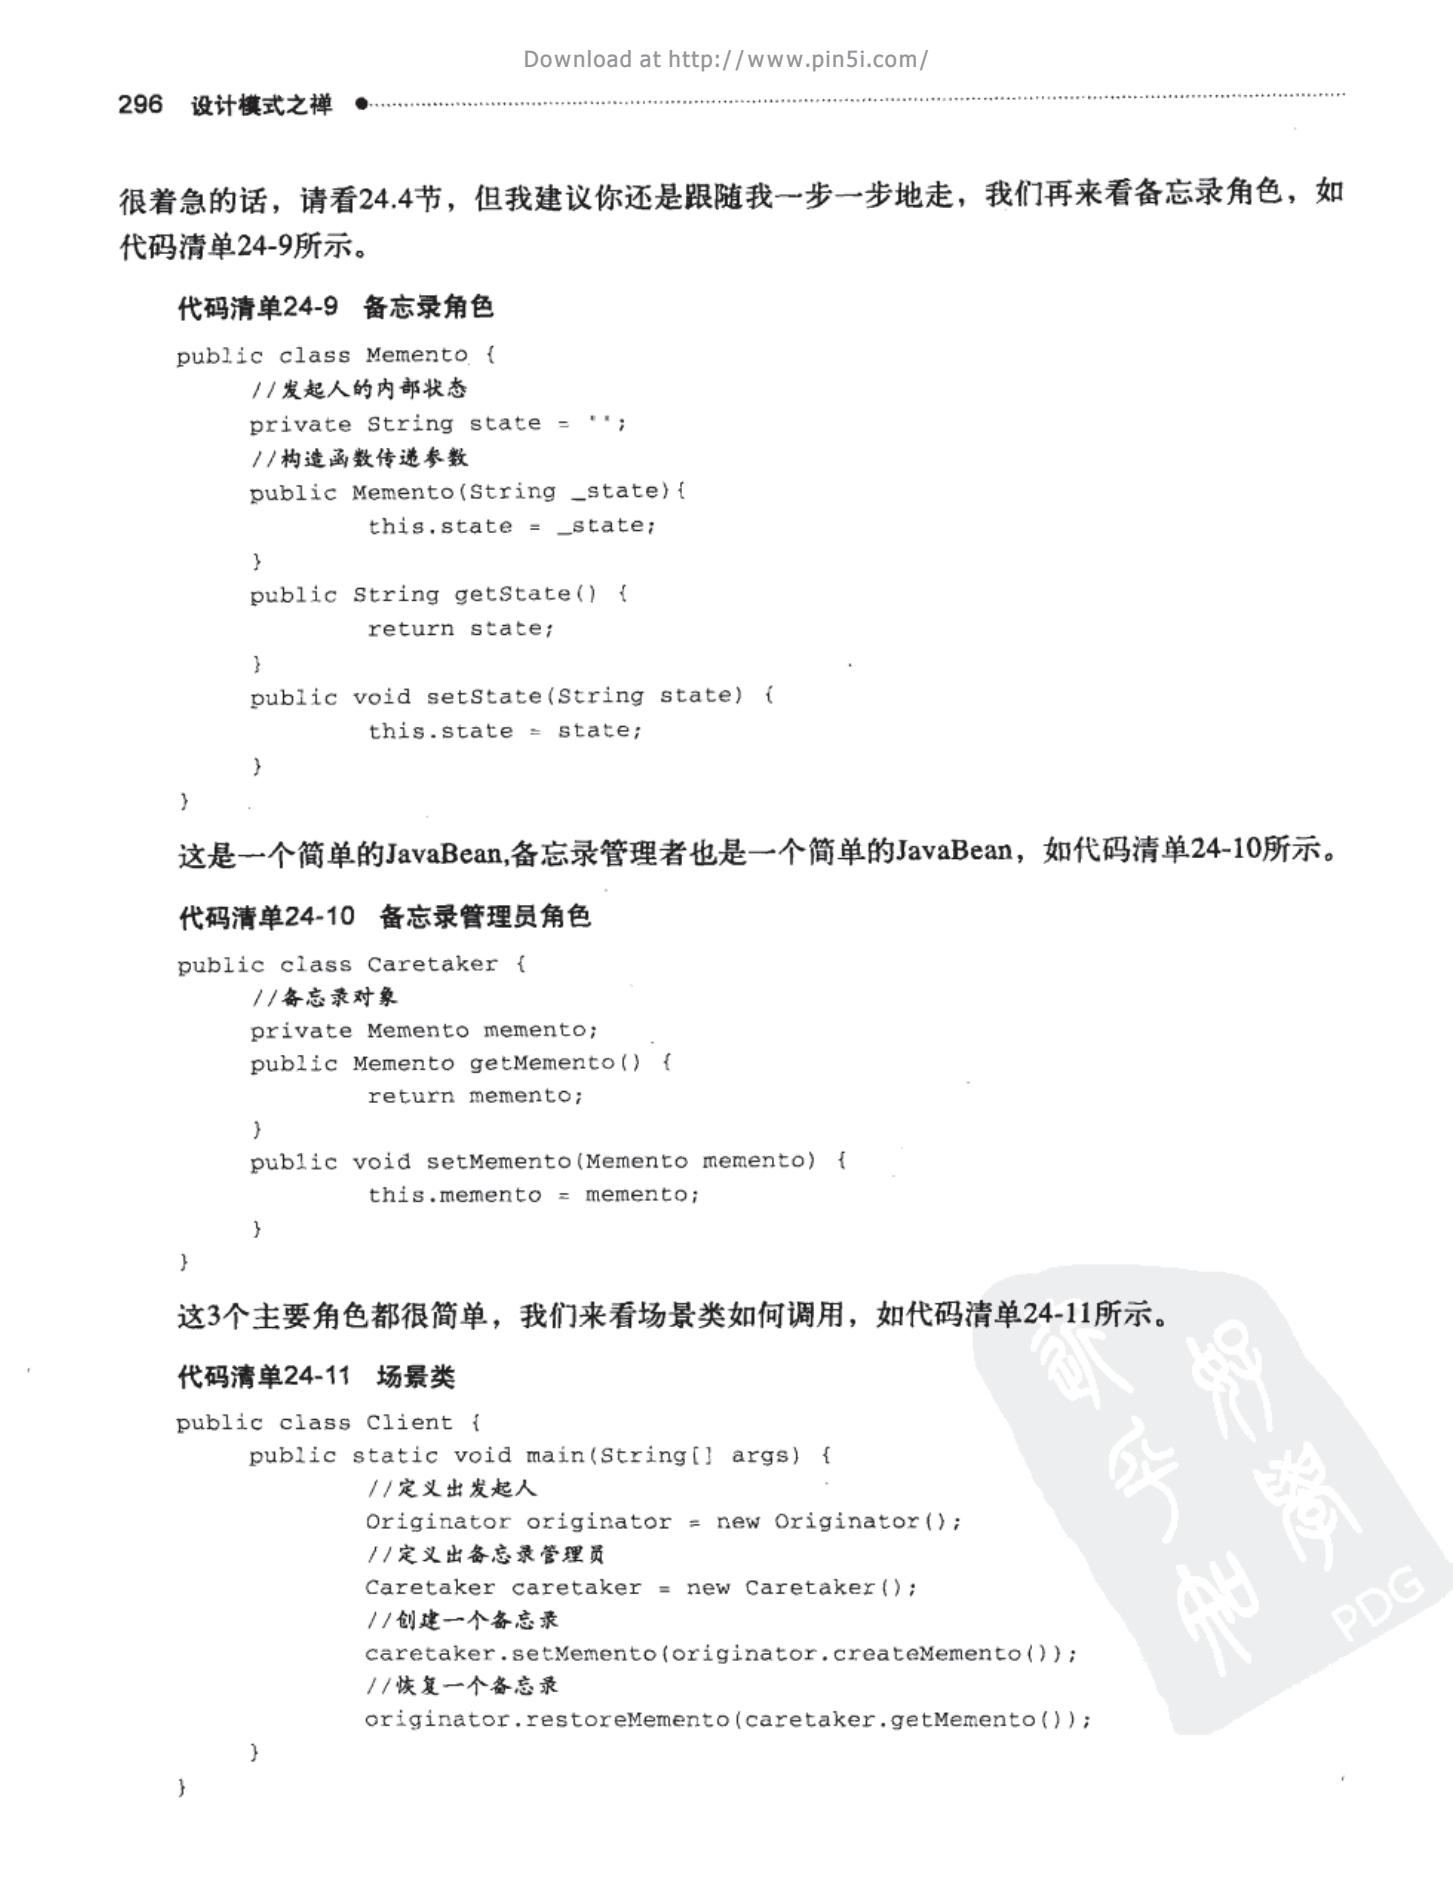 Download at http://www.pin5i.com/
296 设计模式之禅
很着急的话，请看24.4节，但我建议你还是跟随我一步一步地走，我们再来看备忘录角色，如
代码清单24-9所示。
代码清单24-9 备忘录角色
public class Memento {
//发起人的内部状态
private String state = "";
//构造函数传递参数
public Memento(String _state){
this.state = _state;
}
public String getState() {
return state;
}
public void setState(String state) {
this.state = state;
}
}
这是一个简单的JavaBean,备忘录管理者也是一个简单的JavaBean，如代码清单24-10所示。
代码清单24-10 备忘录管理员角色
public class Caretaker {
//备忘录对象
private Memento memento;
public Memento getMemento() {
return memento;
}
public void setMemento(Memento memento) {
this.memento = memento;
}
}
这3个主要角色都很简单，我们来看场景类如何调用，如代码清单24-11所示。
代码清单24-11 场景类
public class Client {
public static void main(String[] args) {
//定义出发起人
Originator originator = new Originator();
//定义出备忘录管理员
Caretaker caretaker = new Caretaker();
//创建一个备忘录
caretaker.setMemento(originator.createMemento());
//恢复一个备忘录
originator.restoreMemento(caretaker.getMemento());
}
}
PDG